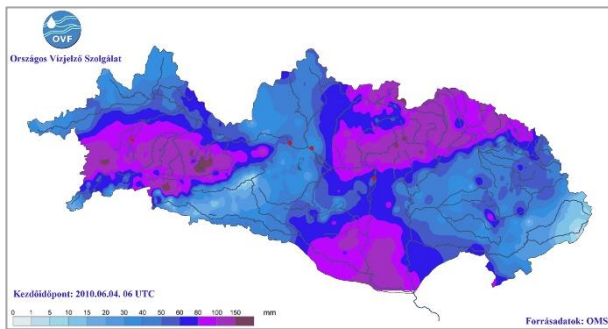 OVF
Országos Vízjelző Szolgálat
Kezdőidőpont: 2010.06.04. 06 UTC
mm
0 1 5 10 15 20 30 40 50 60 80 100 150
Forrásadatok: OMSZ